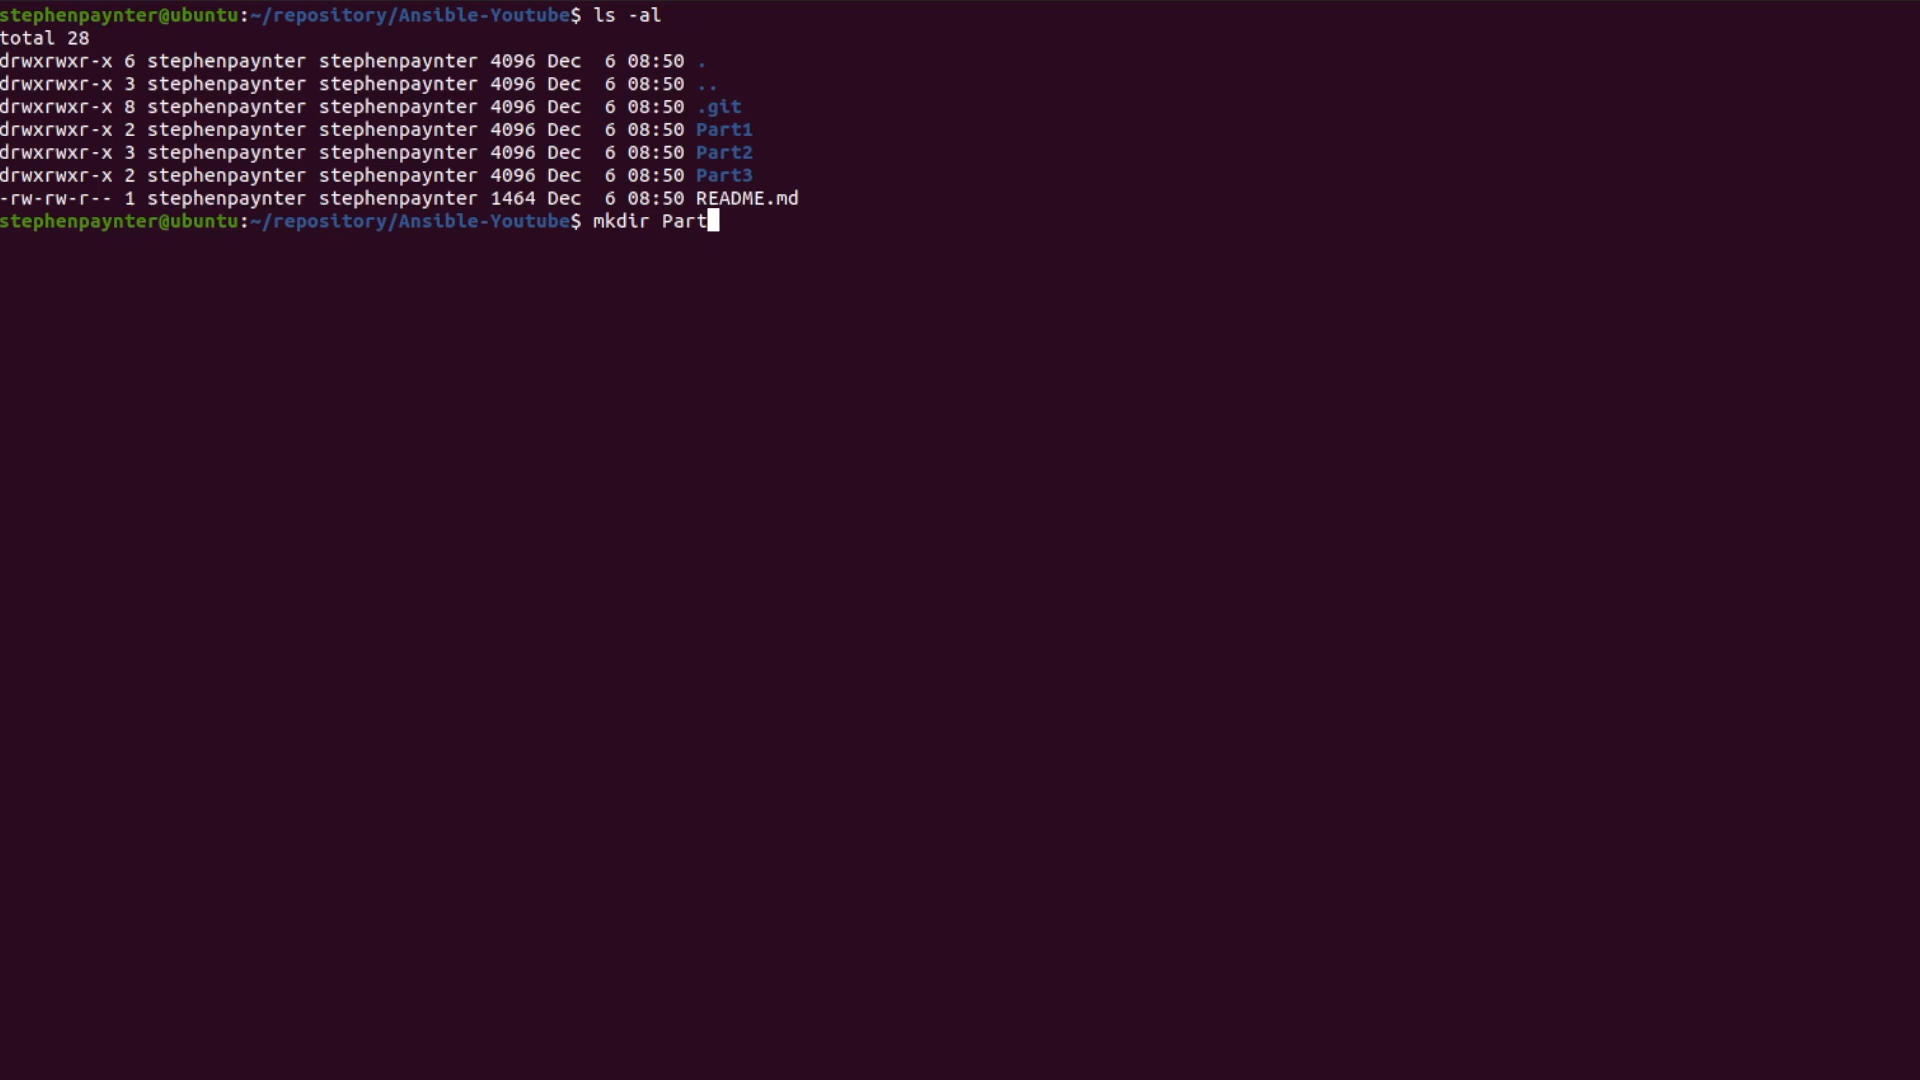 stephenpaynter@ubuntu:~/repository/Ansible-Youtube$ ls -al
total 28
drwxrwxr-x 6 stephenpaynter stephenpaynter 4096 Dec  6 08:50 .
drwxrwxr-x 3 stephenpaynter stephenpaynter 4096 Dec  6 08:50 ..
drwxrwxr-x 8 stephenpaynter stephenpaynter 4096 Dec  6 08:50 .git
drwxrwxr-x 2 stephenpaynter stephenpaynter 4096 Dec  6 08:50 Part1
drwxrwxr-x 3 stephenpaynter stephenpaynter 4096 Dec  6 08:50 Part2
drwxrwxr-x 2 stephenpaynter stephenpaynter 4096 Dec  6 08:50 Part3
-rw-rw-r-- 1 stephenpaynter stephenpaynter 1464 Dec  6 08:50 README.md
stephenpaynter@ubuntu:~/repository/Ansible-Youtube$ mkdir Part